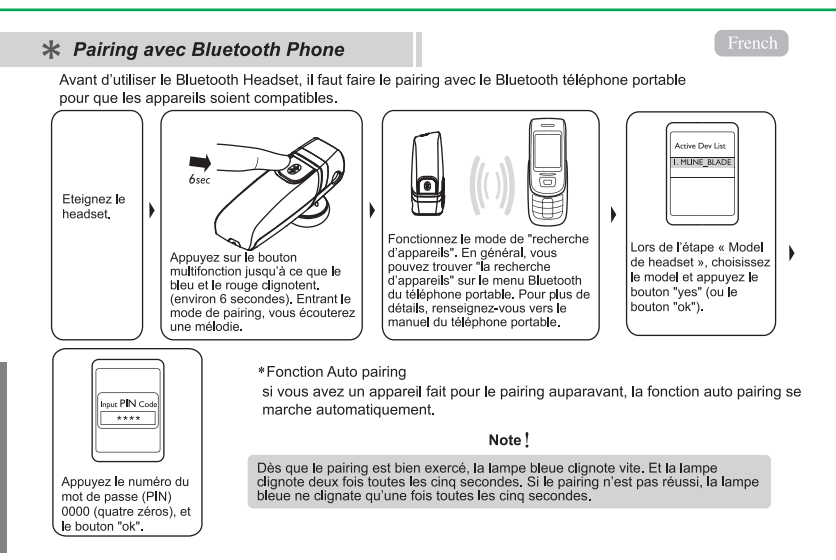 * Pairing avec Bluetooth Phone
French
Avant d'utiliser le Bluetooth Headset, il faut faire le pairing avec le Bluetooth téléphone portable
pour que les appareils soient compatibles.
Eteignez le
headset.
6sec
Appuyez sur le bouton
multifonction jusqu'à ce que le
bleu et le rouge clignotent.
(environ 6 secondes). Entrant le
mode de pairing, vous écouterez
une mélodie.
Fonctionnez le mode de "recherche
d'appareils". En général, vous
pouvez trouver "la recherche
d'appareils" sur le menu Bluetooth
du téléphone portable. Pour plus de
détails, renseignez-vous vers le
manuel du téléphone portable.
Active Dev List
1. MLINE_BLADE
Lors de l'étape « Model
de headset », choisissez
le model et appuyez le
bouton "yes" (ou le
bouton "ok").
Input PIN Code
****
Appuyez le numéro du
mot de passe (PIN)
0000 (quatre zéros), et
le bouton "ok".
*Fonction Auto pairing
si vous avez un appareil fait pour le pairing auparavant, la fonction auto pairing se
marche automatiquement.
Note !
Dès que le pairing est bien exercé, la lampe bleue clignote vite. Et la lampe
clignote deux fois toutes les cinq secondes. Si le pairing n'est pas réussi, la lampe
bleue ne clignate qu'une fois toutes les cinq secondes.